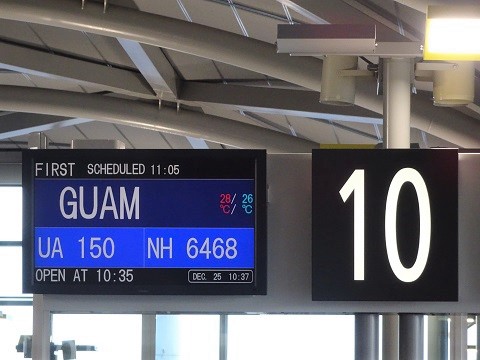 FIRST SCHEDULED 11:05
GUAM 28℃/ 26℃/
UA 150 NH 6468
OPEN AT 10:35 DEC. 25 10:37
10